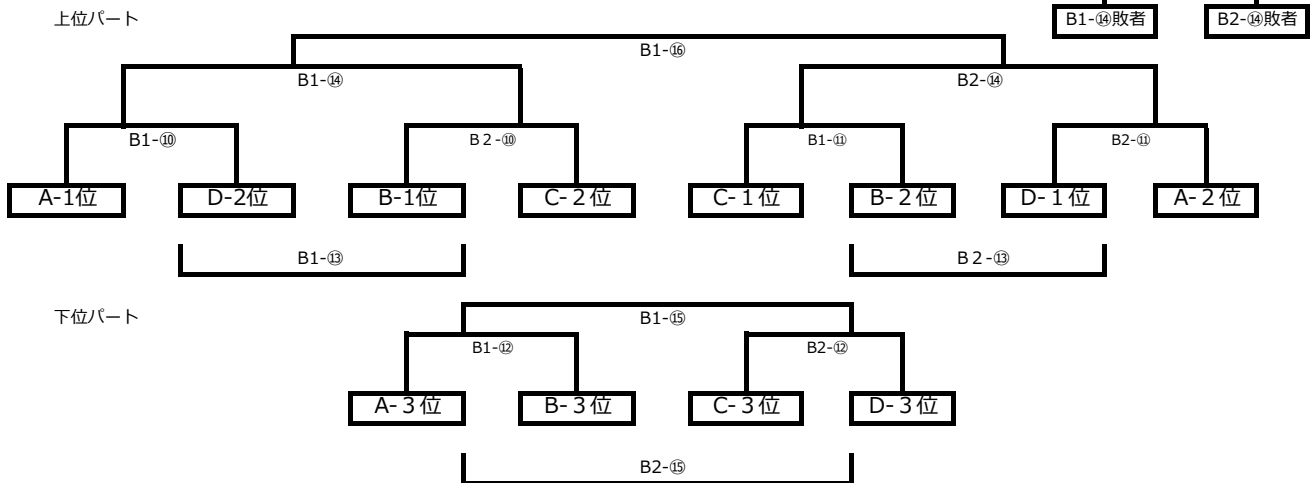 上位パート
B1-⑭敗者 B2-⑭敗者
B1-⑯
B1-⑭ B2-⑭
B1-⑩ B２-⑩ B1-⑪ B2-⑪
A-1位 D-2位 B-1位 C-２位 C-１位 B-２位 D-１位 A-２位
B1-⑬ B２-⑬
下位パート
B1-⑮
B1-⑫ B2-⑫
A-３位 B-３位 C-３位 D-３位
B2-⑮